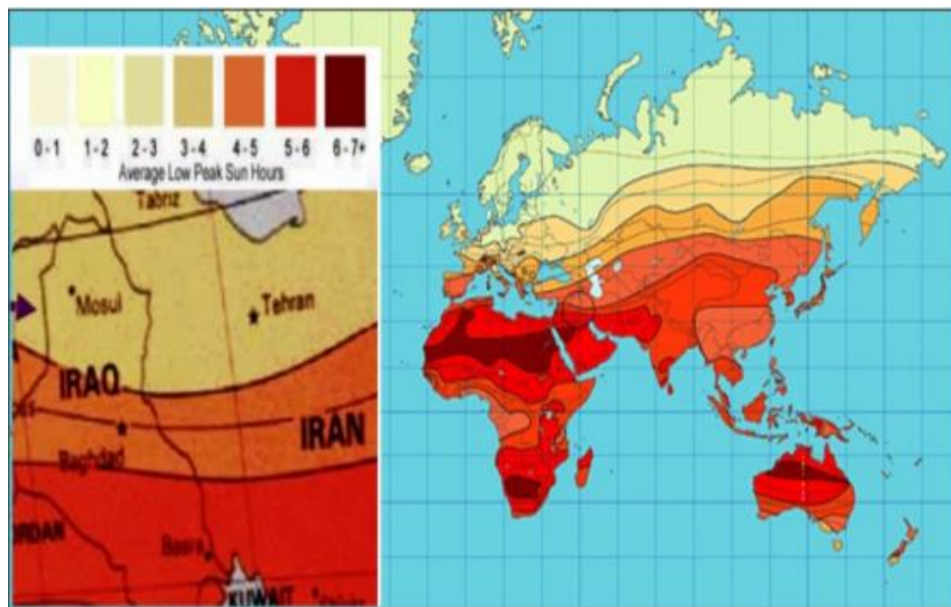 0-1 1-2 2-3 3-4 4-5 5-6 6-7+
Average Low Peak Sun Hours
Tabriz
Mosul
Tehran
IRAQ
IRAN
Baghdad
JORDAN
Basra
KUWAIT